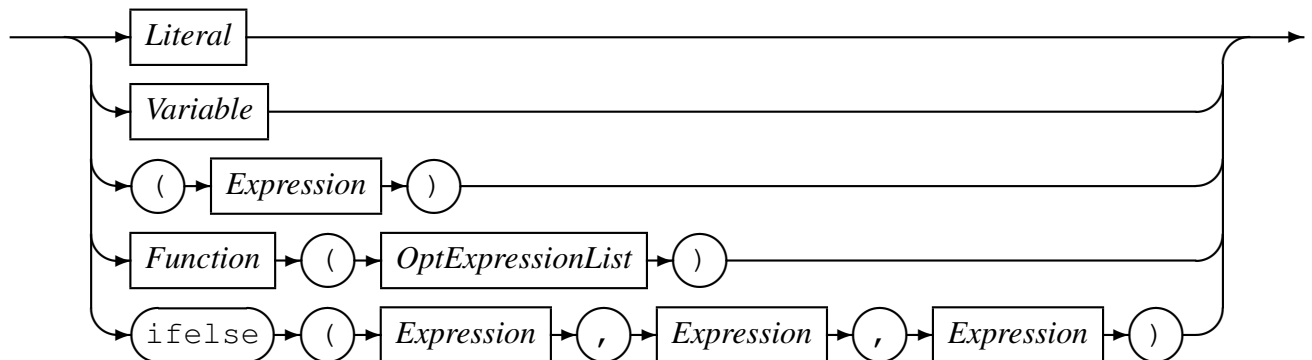 Literal
Variable
( Expression )
Function ( OptExpressionList )
ifelse ( Expression , Expression , Expression )